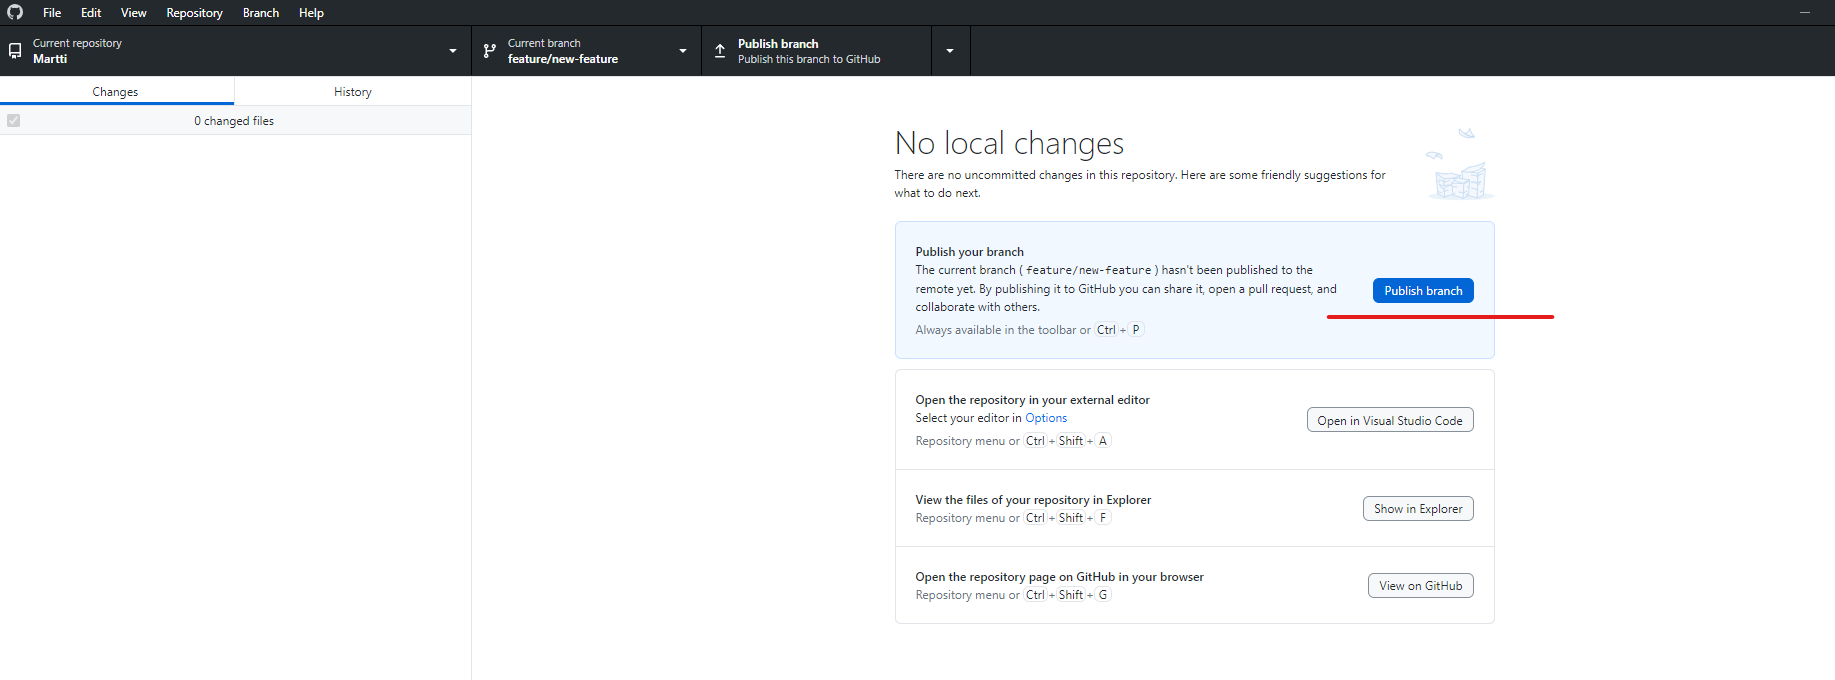 File Edit View Repository Branch Help
Current repository
Martti
Current branch
feature/new-feature
Publish branch
Publish this branch to GitHub
Changes
History
0 changed files
No local changes
There are no uncommitted changes in this repository. Here are some friendly suggestions for
what to do next.
Publish your branch
The current branch ( feature/new-feature ) hasn't been published to the
remote yet. By publishing it to GitHub you can share it, open a pull request, and
collaborate with others.
Always available in the toolbar or Ctrl + P
Publish branch
Open the repository in your external editor
Select your editor in Options
Repository menu or Ctrl + Shift + A
Open in Visual Studio Code
View the files of your repository in Explorer
Repository menu or Ctrl + Shift + F
Show in Explorer
Open the repository page on GitHub in your browser
Repository menu or Ctrl + Shift + G
View on GitHub